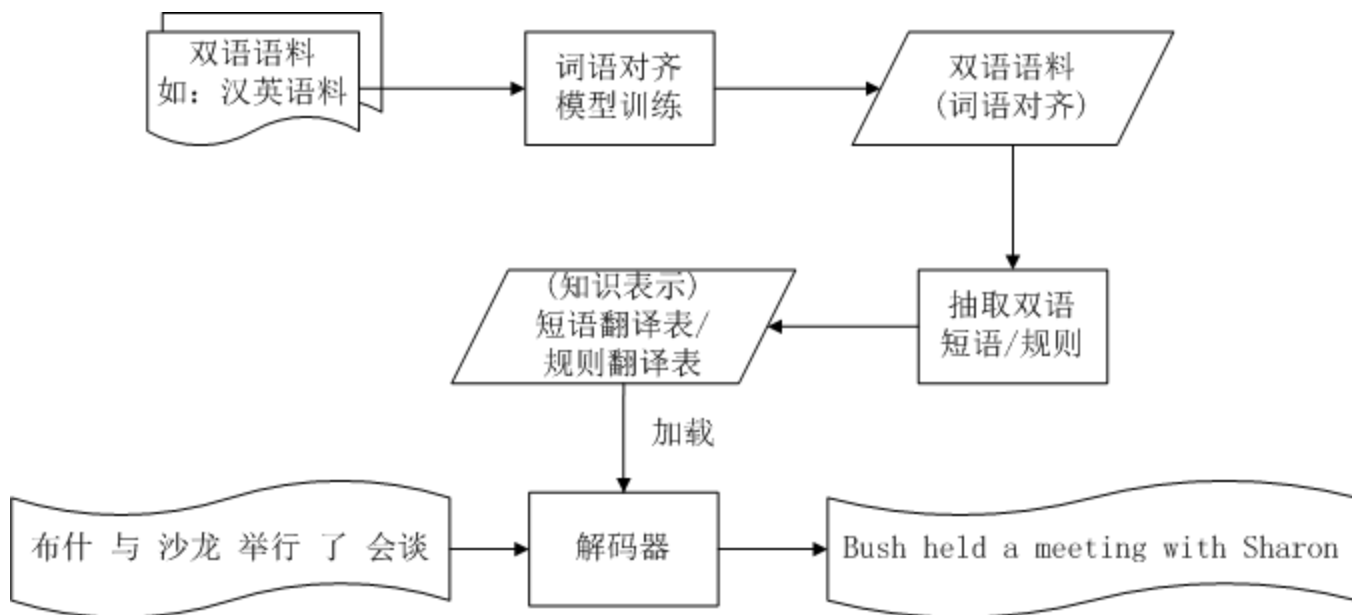 双语语料
如：汉英语料
词语对齐
模型训练
双语语料
(词语对齐)
抽取双语
短语/规则
(知识表示)
短语翻译表/
规则翻译表
加载
布什 与 沙龙 举行 了 会谈
解码器
Bush held a meeting with Sharon